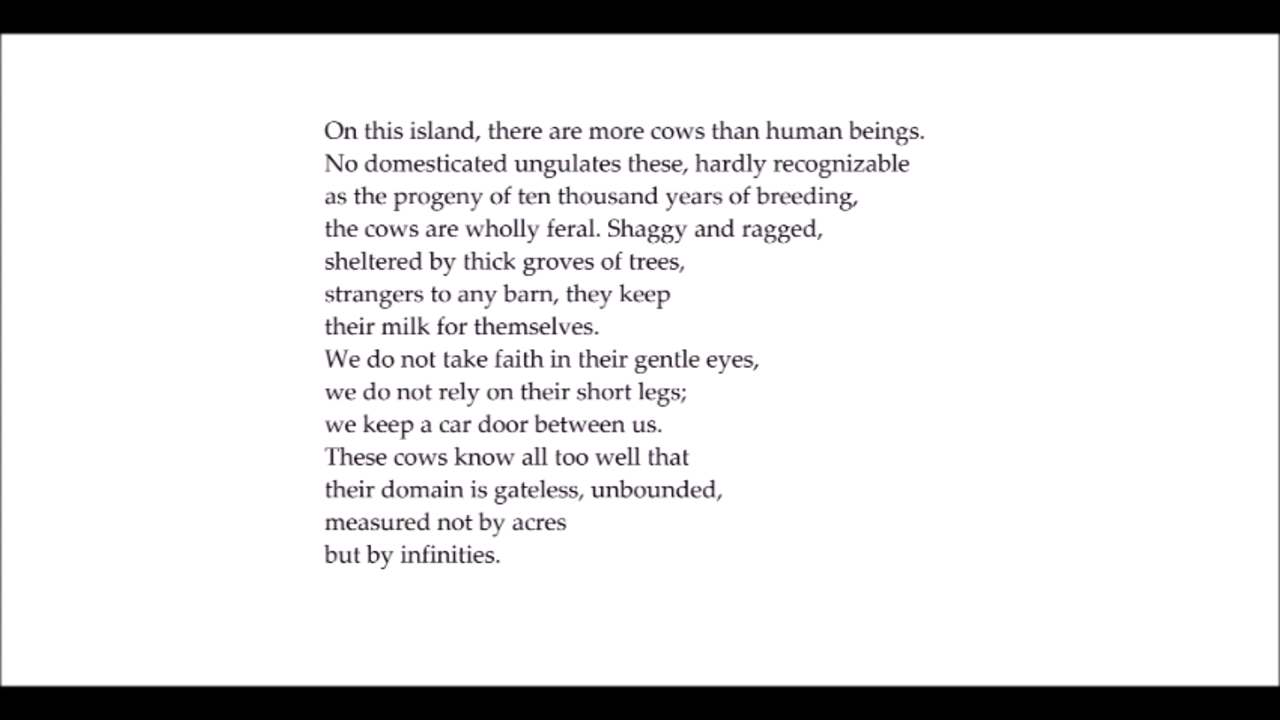 On this island, there are more cows than human beings.
No domesticated ungulates these, hardly recognizable
as the progeny of ten thousand years of breeding,
the cows are wholly feral. Shaggy and ragged,
sheltered by thick groves of trees,
strangers to any barn, they keep
their milk for themselves.
We do not take faith in their gentle eyes,
we do not rely on their short legs;
we keep a car door between us.
These cows know all too well that
their domain is gateless, unbounded,
measured not by acres
but by infinities.